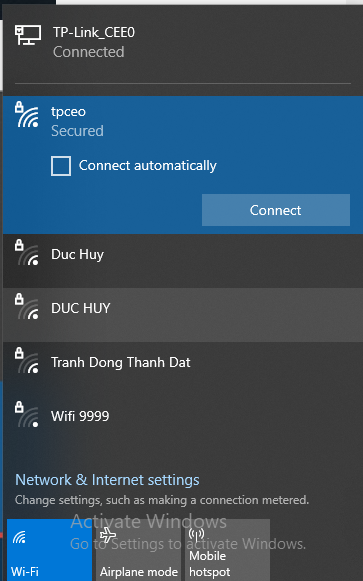 TP-Link_CEE0
Connected
tpceo
Secured
Connect automatically
Connect
Duc Huy
DUC HUY
Tranh Dong Thanh Dat
Wifi 9999
Network & Internet settings
Change settings, such as making a connection metered.
Activate Windows
Go to Settings to activate Windows.
Wi-Fi
Airplane mode
Mobile
hotspot